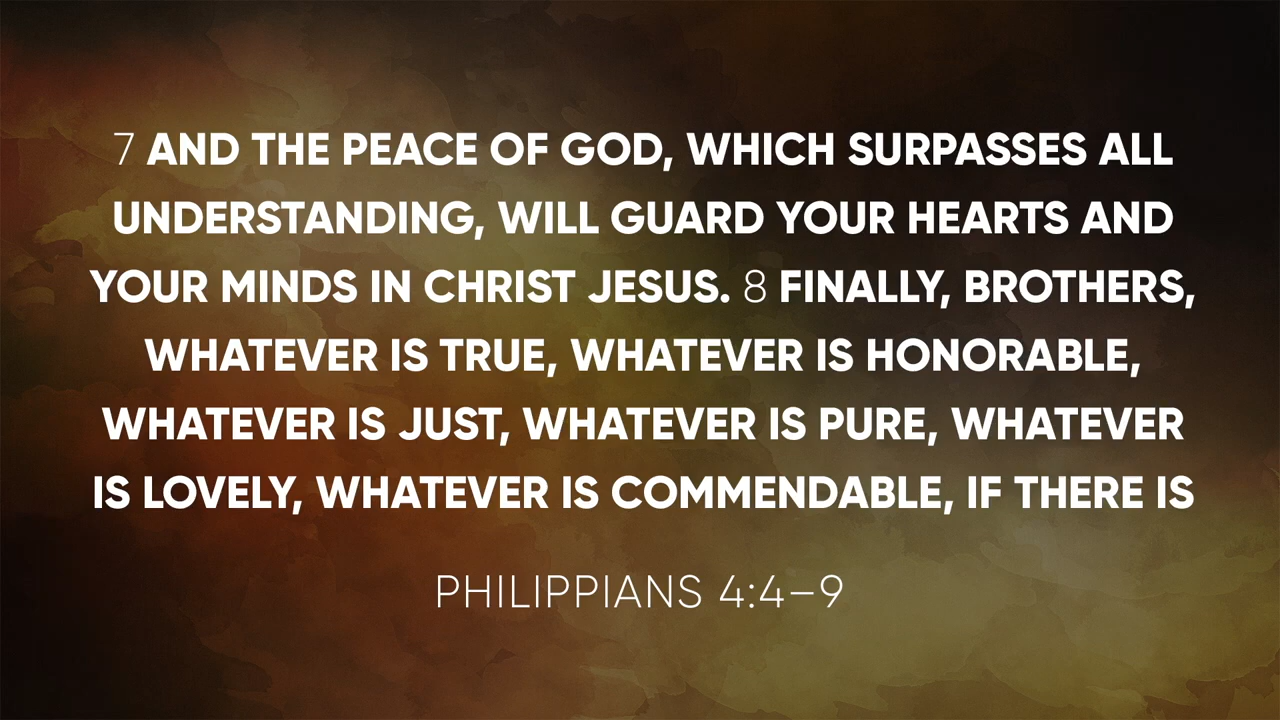 7 AND THE PEACE OF GOD, WHICH SURPASSES ALL
UNDERSTANDING, WILL GUARD YOUR HEARTS AND
YOUR MINDS IN CHRIST JESUS. 8 FINALLY, BROTHERS,
WHATEVER IS TRUE, WHATEVER IS HONORABLE,
WHATEVER IS JUST, WHATEVER IS PURE, WHATEVER
IS LOVELY, WHATEVER IS COMMENDABLE, IF THERE IS
PHILIPPIANS 4:4–9